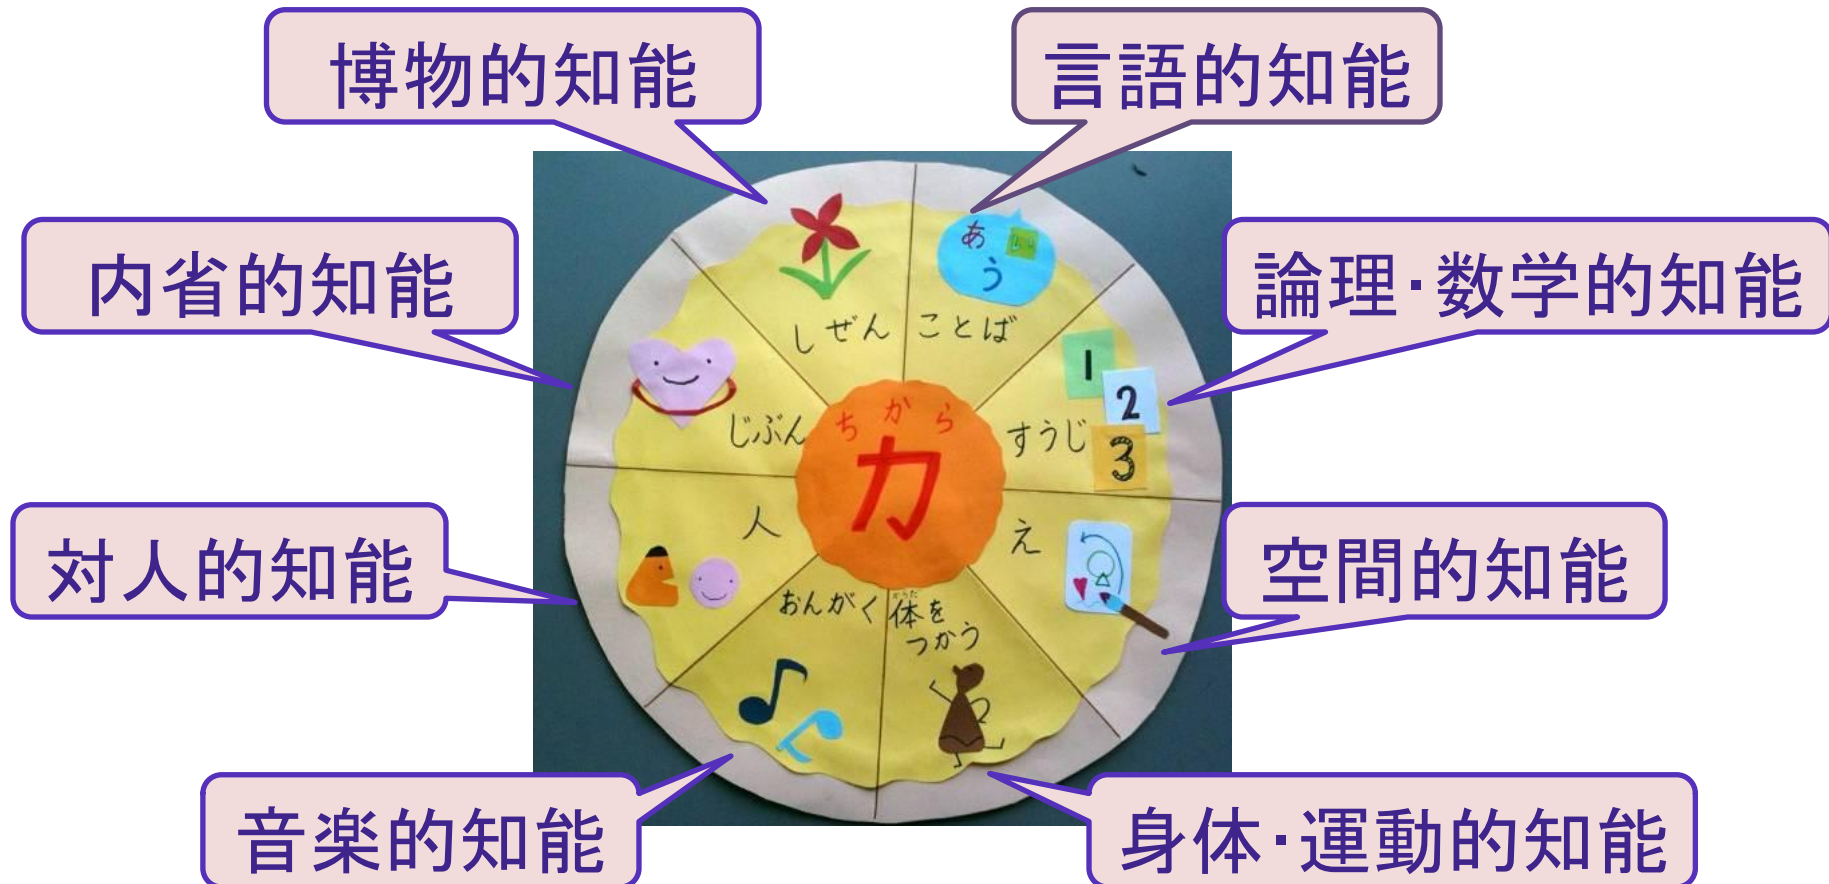 博物的知能
言語的知能
内省的知能
論理･数学的知能
対人的知能
空間的知能
音楽的知能
身体･運動的知能
あ い
う
しぜん
ことば
1
2
3
じぶん
すうじ
ちから
力
人
え
おんがく
からだ
体を
つかう